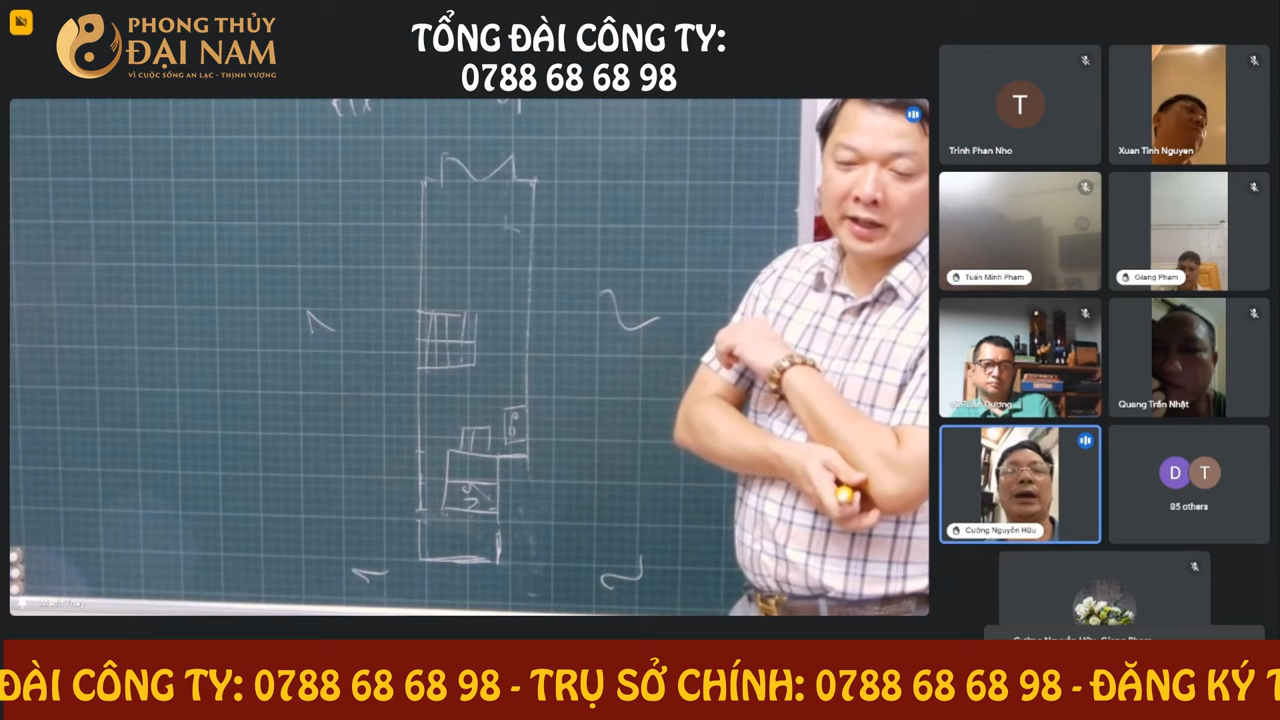 PHONG THỦY
ĐẠI NAM
VÌ CUỘC SỐNG AN LẠC - THỊNH VƯỢNG
TỔNG ĐÀI CÔNG TY:
0788 68 68 98
T
Trinh Phan Nho
Xuan Tinh Nguyen
Tuấn Minh Phạm
Giang Pham
Quang Trần Nhật
Cường Nguyễn Hữu
D T
85 others
ĐÀI CÔNG TY: 0788 68 68 98 - TRỤ SỞ CHÍNH: 0788 68 68 98 - ĐĂNG KÝ T